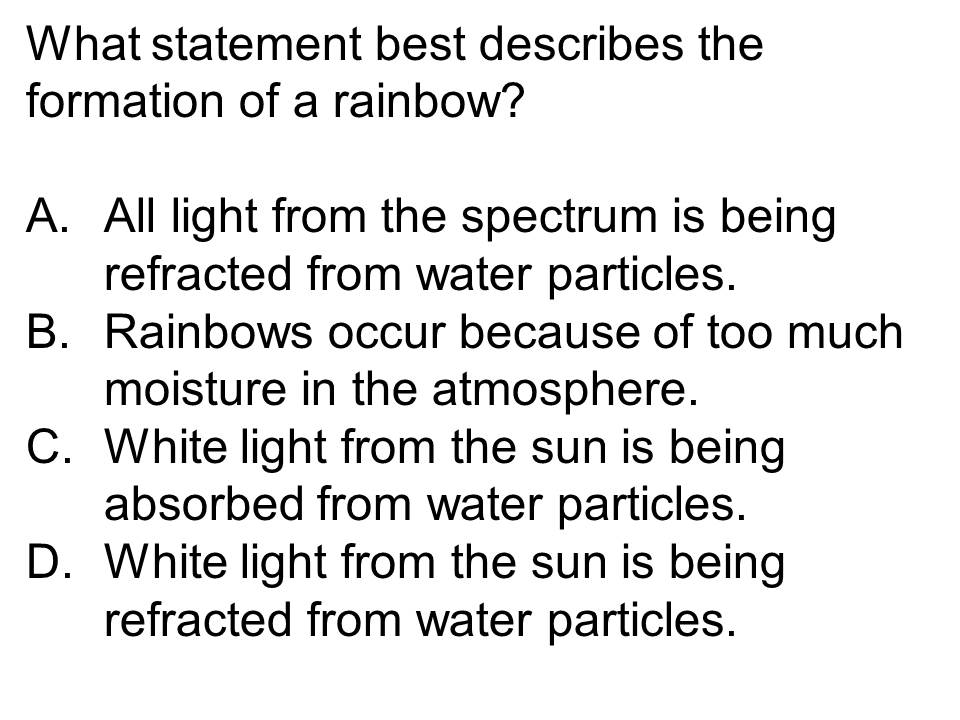 What statement best describes the
formation of a rainbow?
A. All light from the spectrum is being
refracted from water particles.
B. Rainbows occur because of too much
moisture in the atmosphere.
C. White light from the sun is being
absorbed from water particles.
D. White light from the sun is being
refracted from water particles.